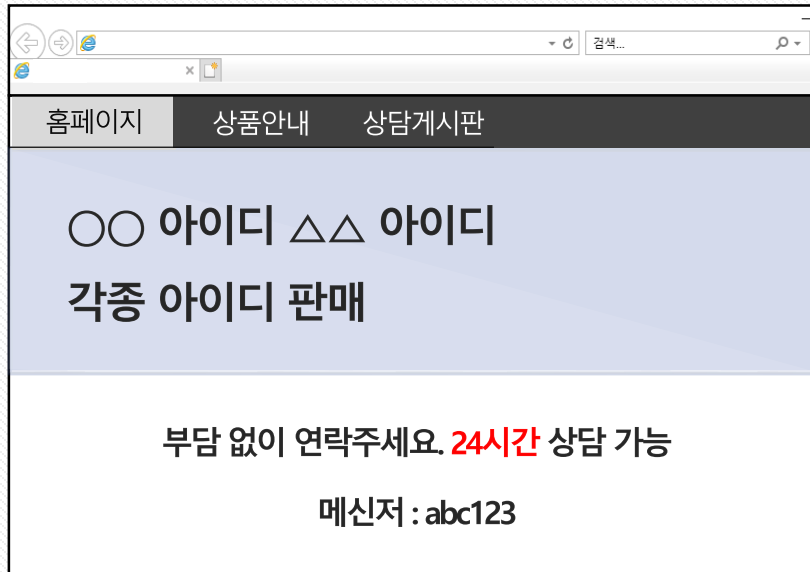 검색...
홈페이지 상품안내 상담게시판
○○ 아이디 △△ 아이디
각종 아이디 판매
부담 없이 연락주세요. 24시간 상담 가능
메신저 : abc123